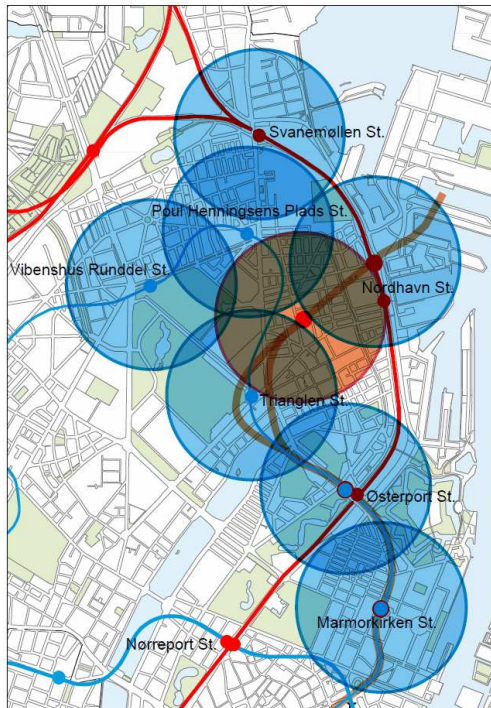 Svanemøllen St.
Poul Henningsens Plads St.
Vibenshus Runddel St.
Nordhavn St.
Trianglen St.
Østerport St.
Marmorkirken St.
Nørreport St.